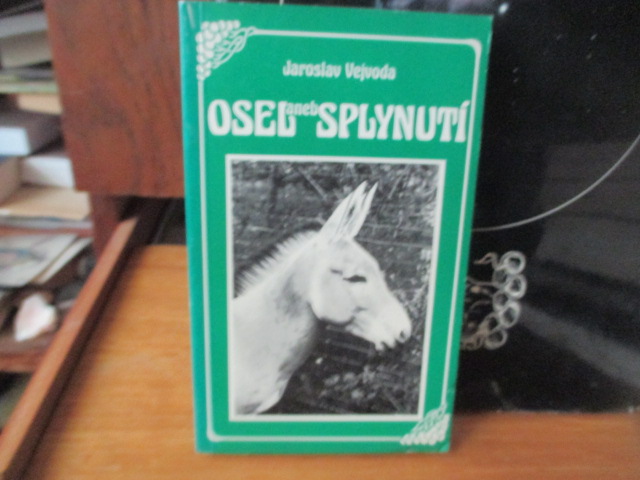 Jaroslav Vejvoda
OSEL aneb SPLYNUTÍ